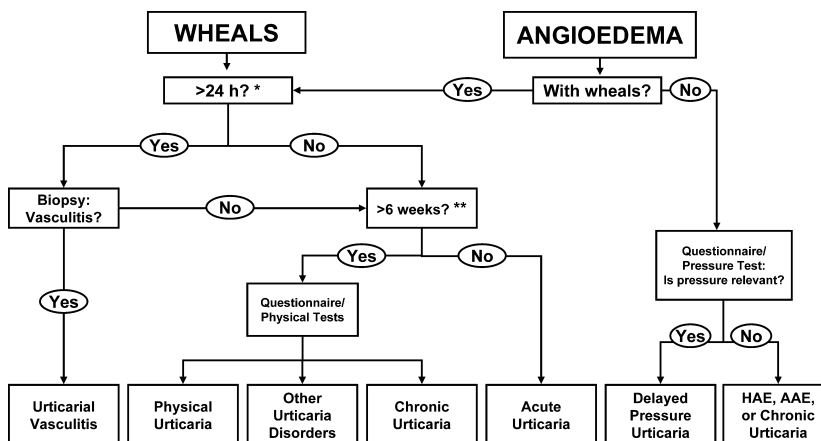 WHEALS
ANGIOEDEMA
>24 h? *
Yes
With wheals?
No
Yes
No
Biopsy:
Vasculitis?
No
>6 weeks? **
Yes
No
Questionnaire/
Pressure Test:
Is pressure relevant?
Yes
Questionnaire/
Physical Tests
Yes
No
Urticarial
Vasculitis
Physical
Urticaria
Other
Urticaria
Disorders
Chronic
Urticaria
Acute
Urticaria
Delayed
Pressure
Urticaria
HAE, AAE,
or Chronic
Urticaria